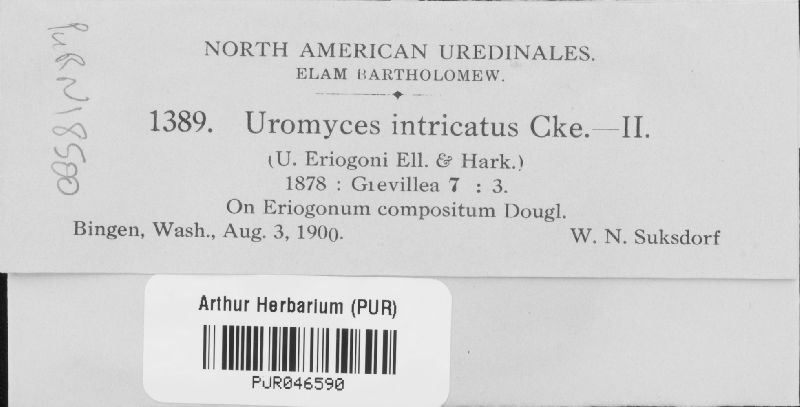 PuR N18580
NORTH AMERICAN UREDINALES.
ELAM BARTHOLOMEW.
1389. Uromyces intricatus Cke.—II.
(U. Eriogoni Ell. & Hark.)
1878 : Grevillea 7 : 3.
On Eriogonum compositum Dougl.
Bingen, Wash., Aug. 3, 1900.
W. N. Suksdorf
Arthur Herbarium (PUR)
PUR046590